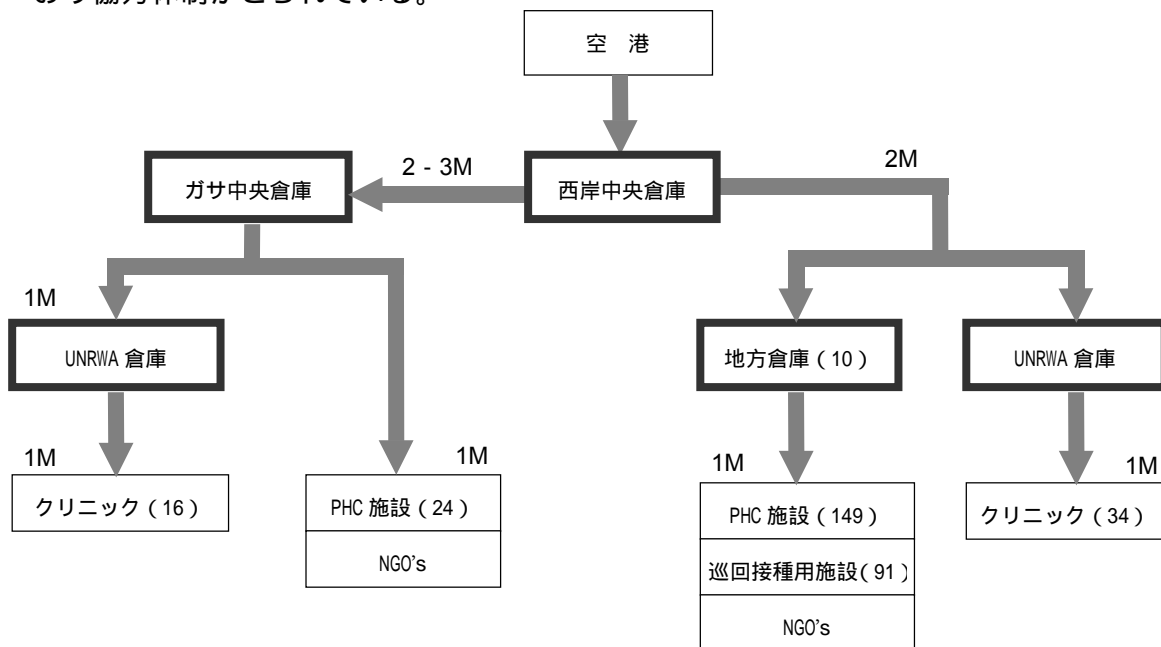 空 港
2 - 3M
2M
ガサ中央倉庫
西岸中央倉庫
1M
UNRWA 倉庫
地方倉庫（10）
UNRWA 倉庫
1M
1M
1M
1M
クリニック（16）
PHC 施設（24）
PHC 施設（149）
クリニック（34）
NGO's
巡回接種用施設（91）
NGO's